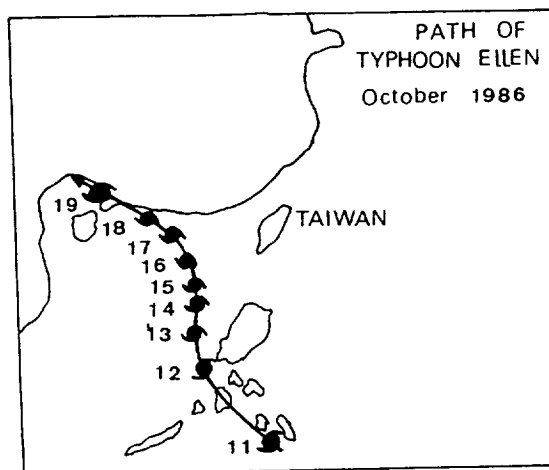 PATH OF
TYPHOON ELLEN
October 1986
TAIWAN
19
18
17
16
15
14
13
12
11